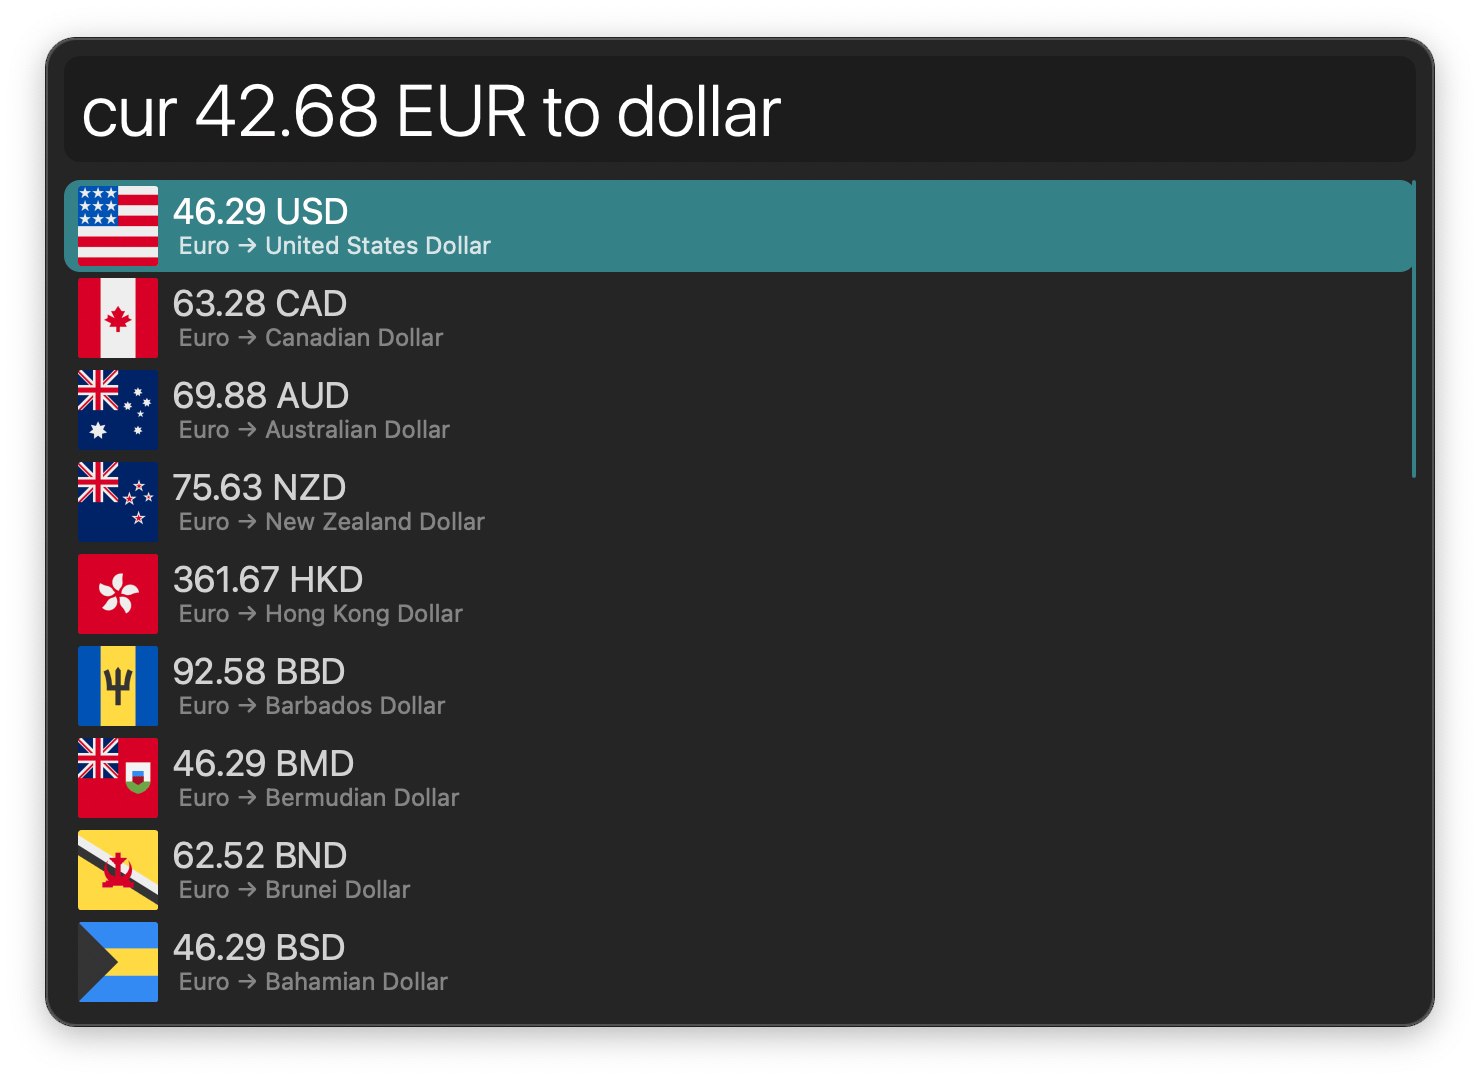 cur 42.68 EUR to dollar
46.29 USD
Euro → United States Dollar
63.28 CAD
Euro → Canadian Dollar
69.88 AUD
Euro → Australian Dollar
75.63 NZD
Euro → New Zealand Dollar
361.67 HKD
Euro → Hong Kong Dollar
92.58 BBD
Euro → Barbados Dollar
46.29 BMD
Euro → Bermudian Dollar
62.52 BND
Euro → Brunei Dollar
46.29 BSD
Euro → Bahamian Dollar